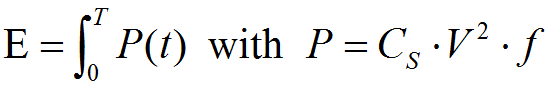 E = ∫₀ᵀ P(t) with P = C_S · V² · f